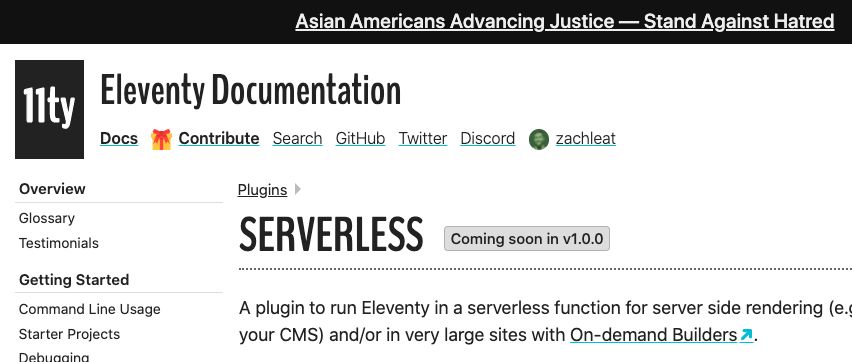 Asian Americans Advancing Justice — Stand Against Hatred
11ty
Eleventy Documentation
Docs Contribute Search GitHub Twitter Discord zachleat
Overview
Glossary
Testimonials
Getting Started
Command Line Usage
Starter Projects
Debugging
Plugins
SERVERLESS Coming soon in v1.0.0
A plugin to run Eleventy in a serverless function for server side rendering (e.g
your CMS) and/or in very large sites with On-demand Builders.